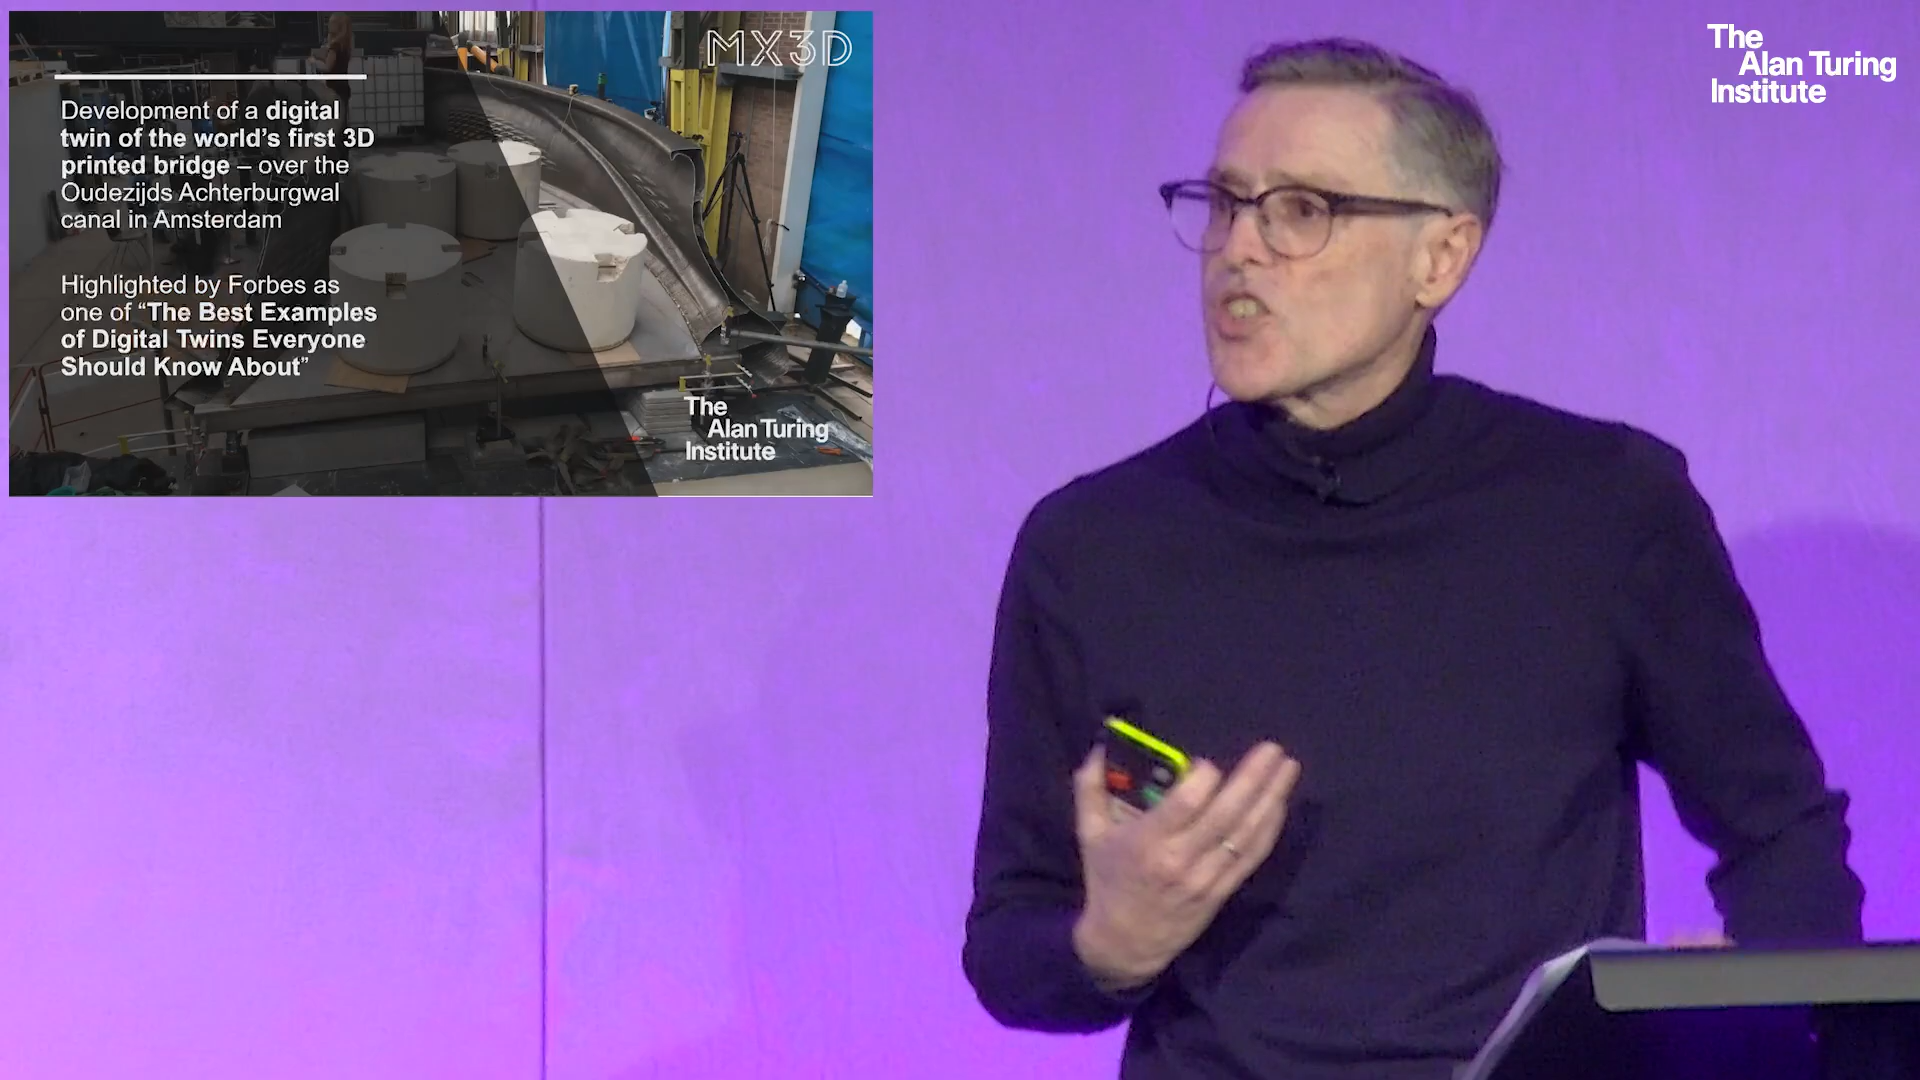 MX3D
Development of a digital
twin of the world's first 3D
printed bridge – over the
Oudezijds Achterburgwal
canal in Amsterdam
Highlighted by Forbes as
one of “The Best Examples
of Digital Twins Everyone
Should Know About”
The
Alan Turing
Institute
The
Alan Turing
Institute